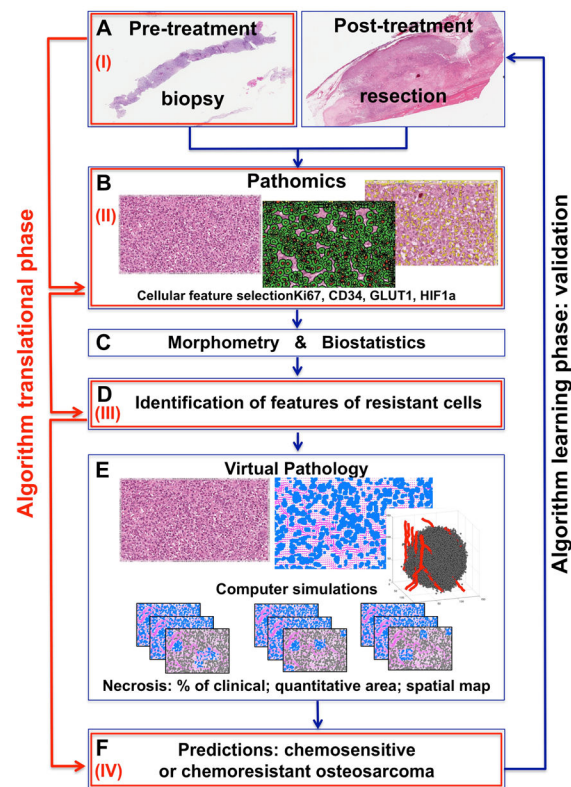 A
Pre-treatment
(I)
biopsy
Post-treatment
resection
B
Pathomics
(II)
Cellular feature selectionKi67, CD34, GLUT1, HIF1a
C
Morphometry & Biostatistics
D
Identification of features of resistant cells
(III)
E
Virtual Pathology
Computer simulations
Necrosis: % of clinical; quantitative area; spatial map
F
Predictions: chemosensitive
(IV)
or chemoresistant osteosarcoma
Algorithm translational phase
Algorithm learning phase: validation